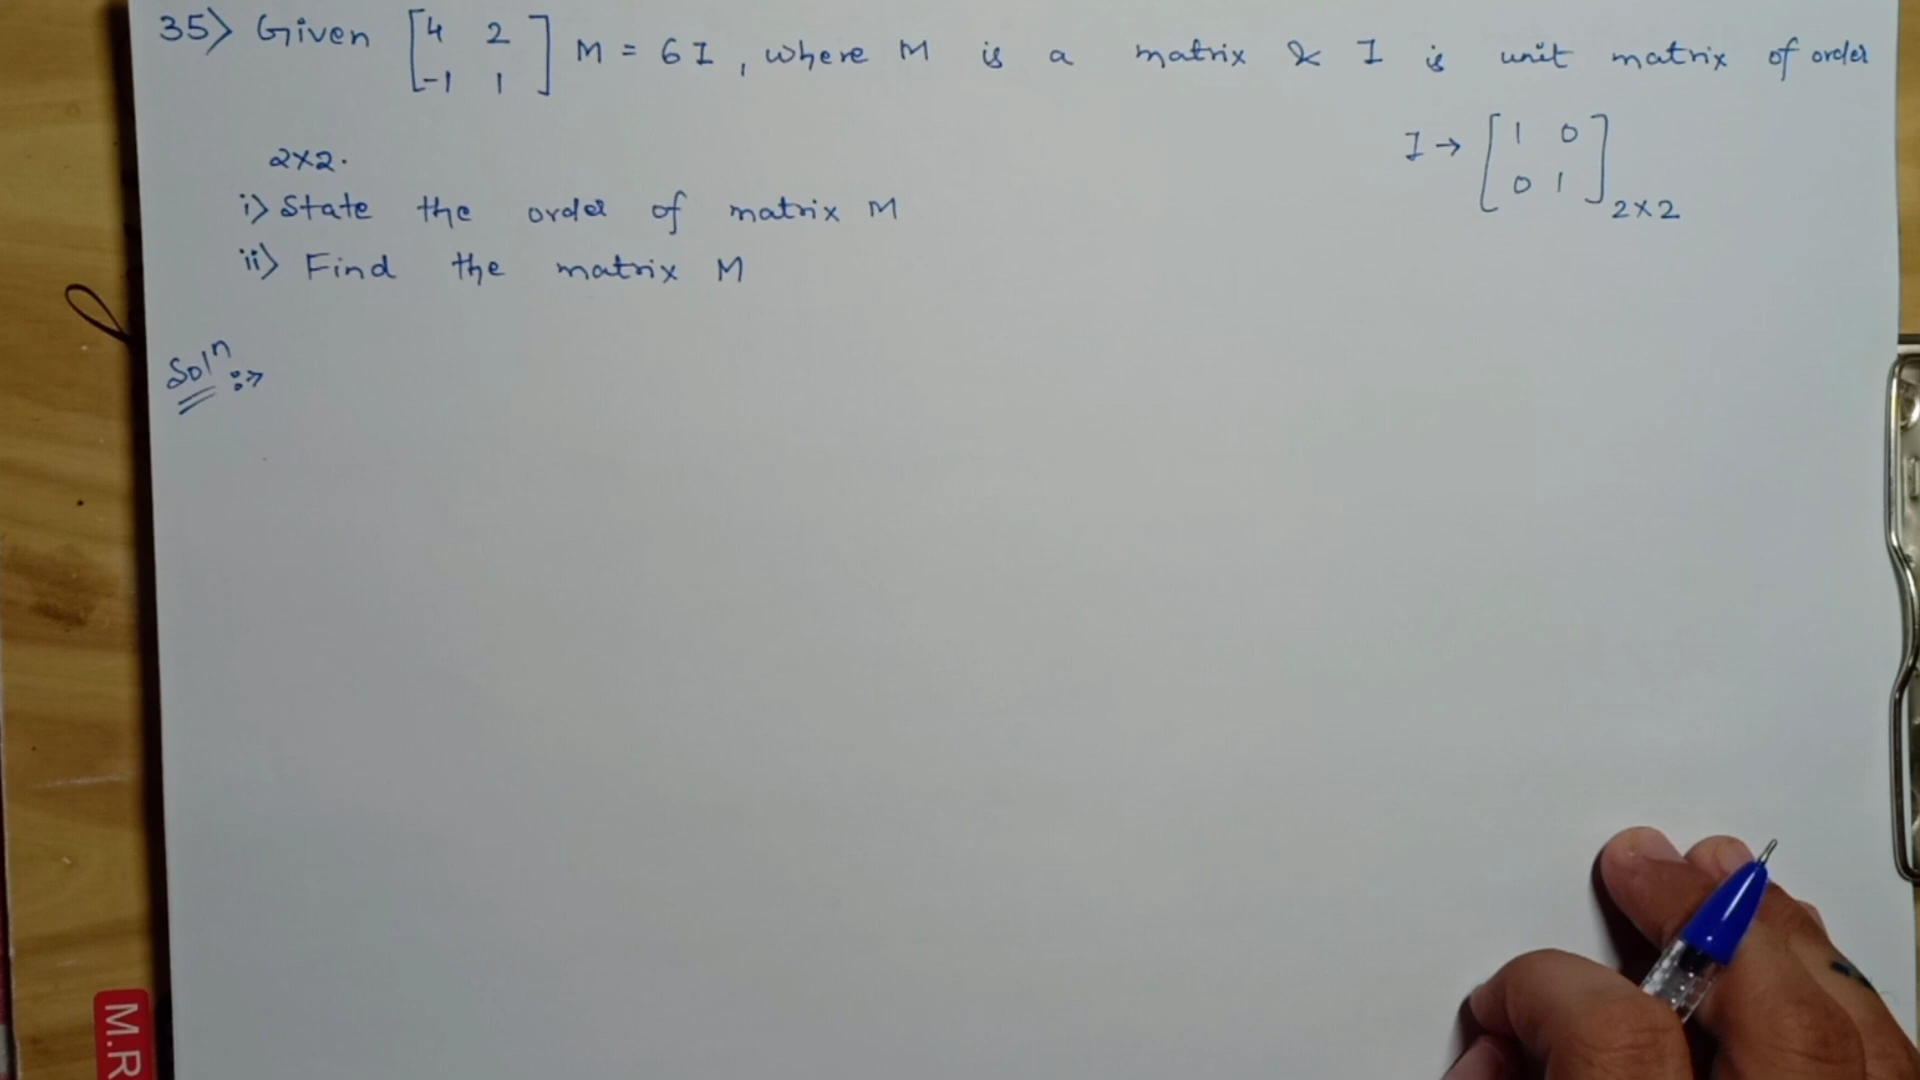 35) Given [4 2 -1 1] M = 6I, where M is a matrix & I is unit matrix of order
2×2.
I → [1 0 0 1] 2×2
i) State the order of matrix M
ii) Find the matrix M
Solⁿ :→
M.R